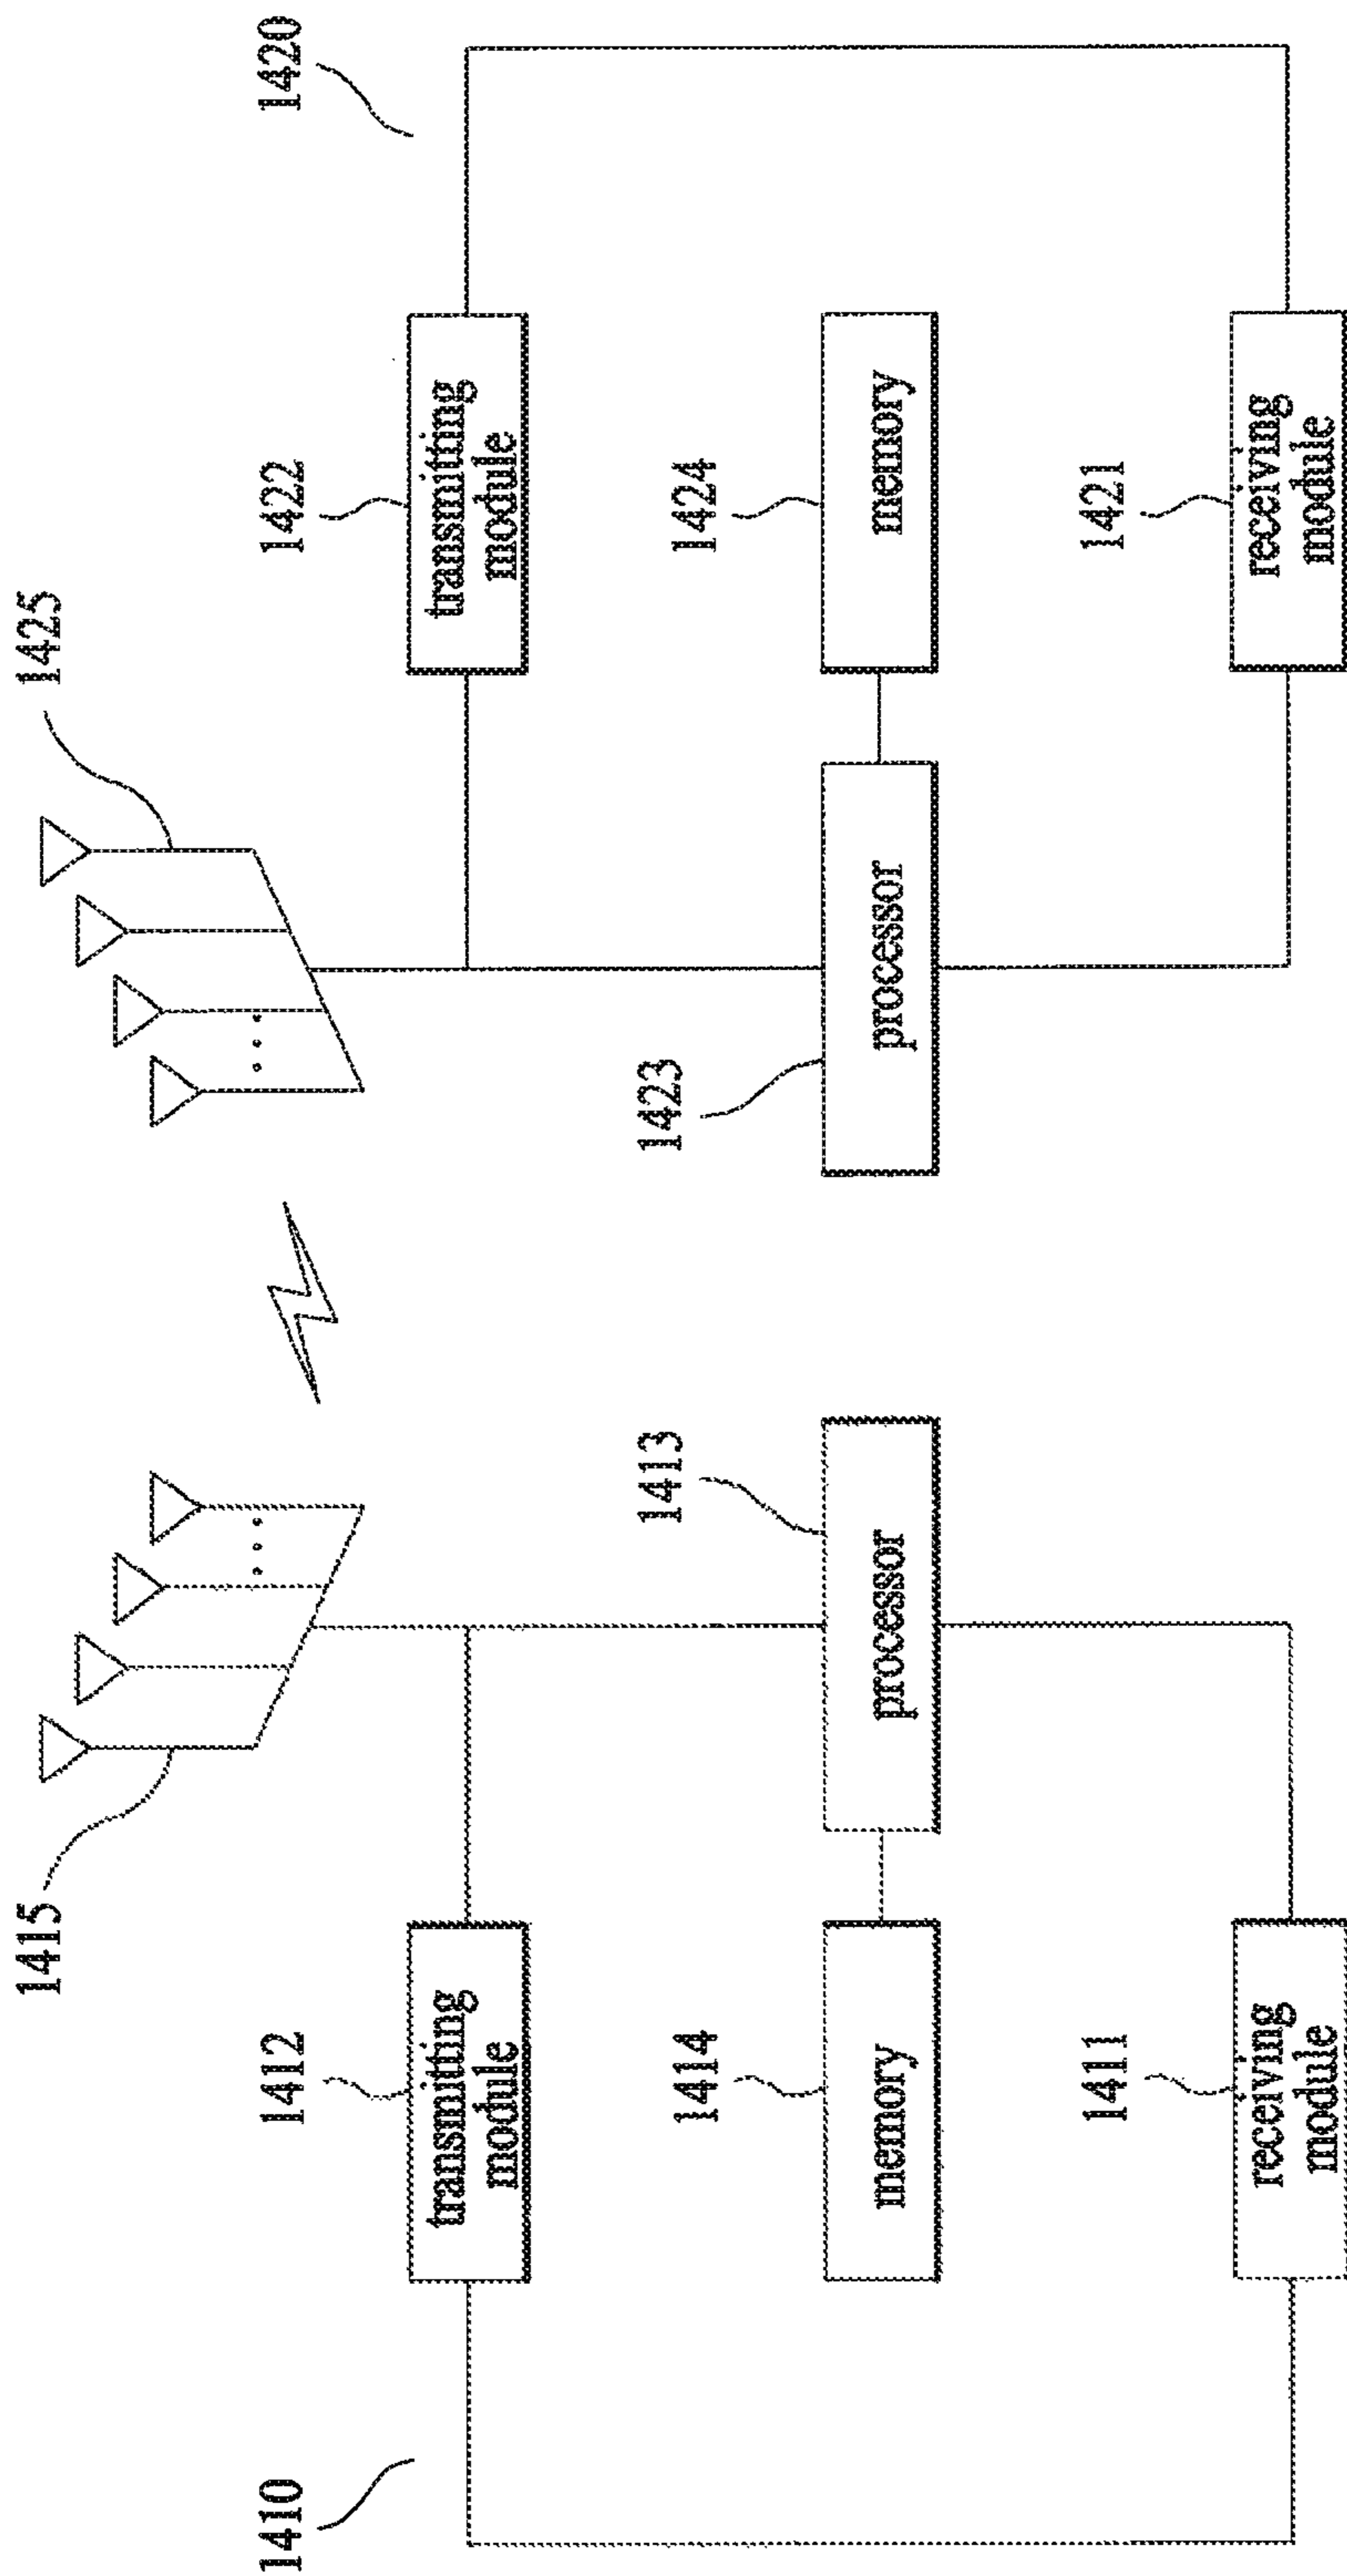 1410
1420
1415
1425
1412
transmitting
module
1422
transmitting
module
1413
processor
1423
processor
1414
memory
1424
memory
1411
receiving
module
1421
receiving
module